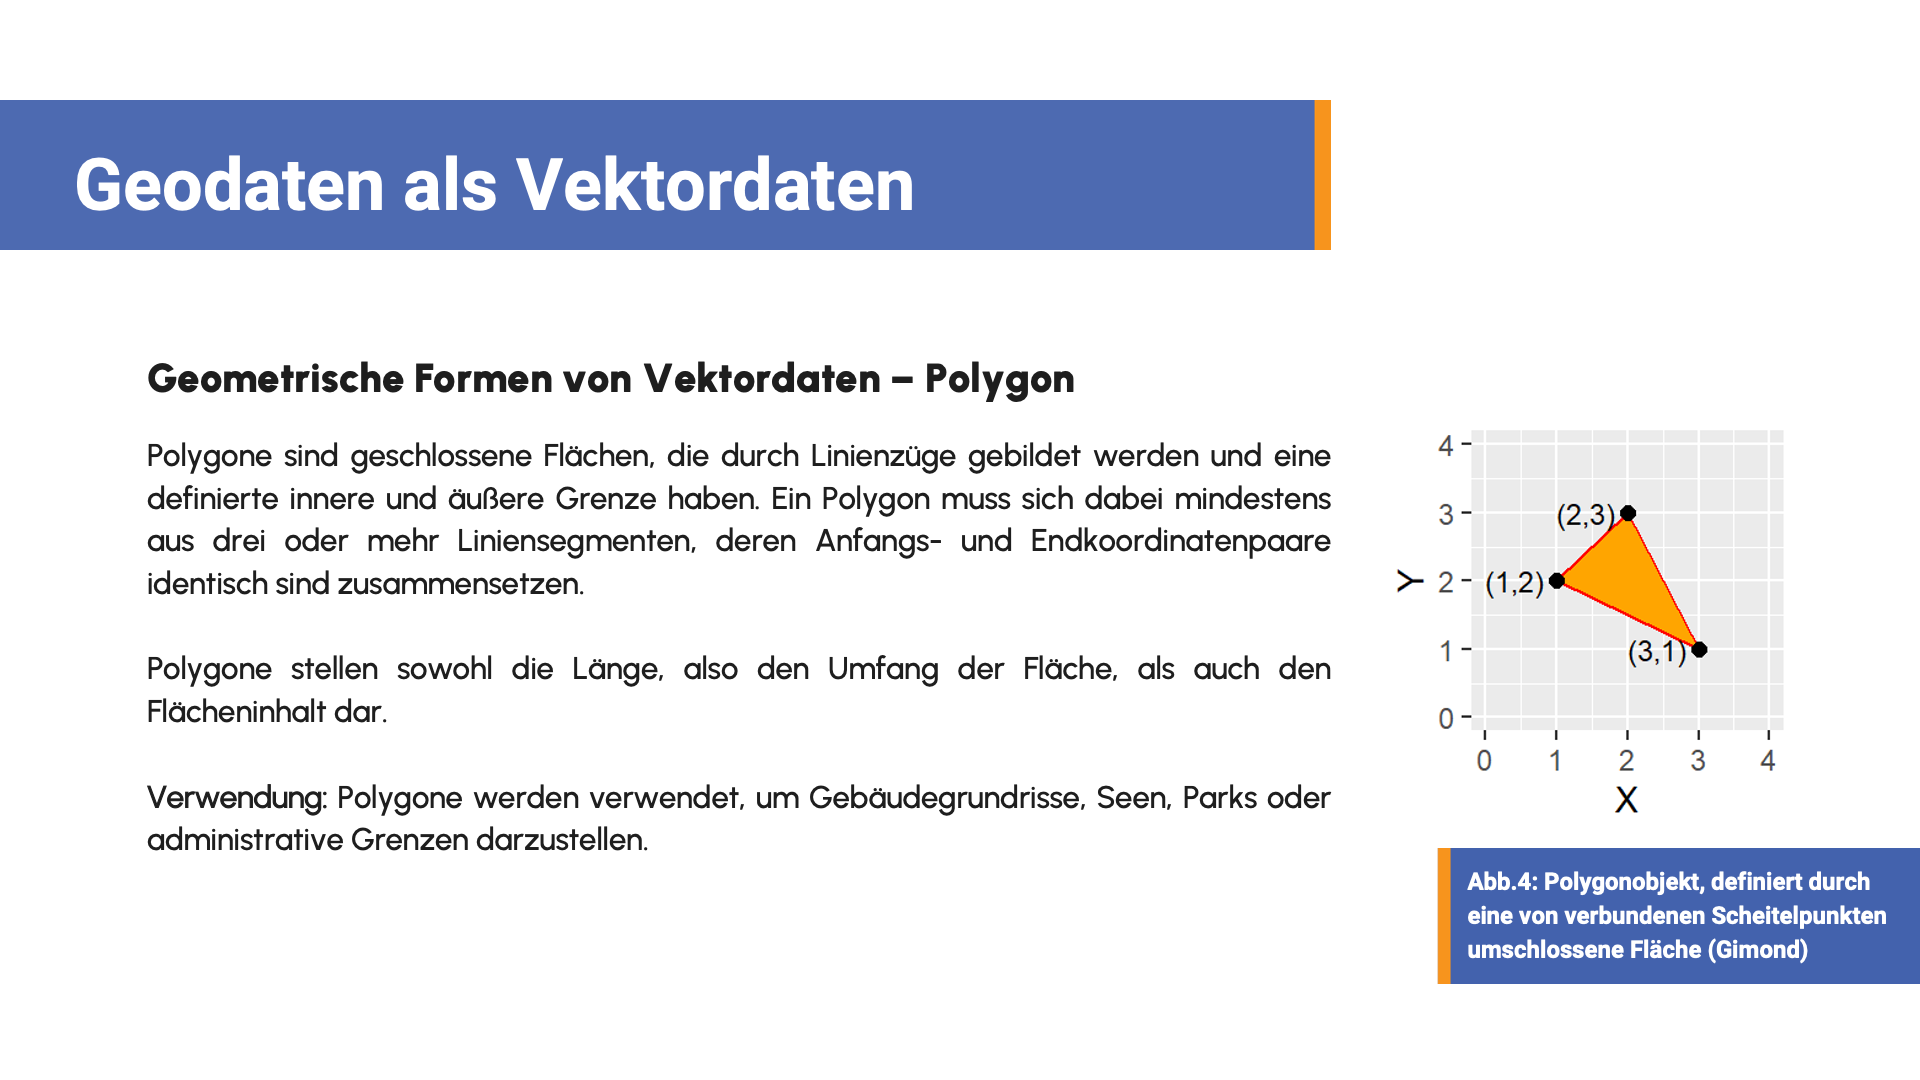 Geodaten als Vektordaten
Geometrische Formen von Vektordaten – Polygon
Polygone sind geschlossene Flächen, die durch Linienzüge gebildet werden und eine
definierte innere und äußere Grenze haben. Ein Polygon muss sich dabei mindestens
aus drei oder mehr Liniensegmenten, deren Anfangs- und Endkoordinatenpaare
identisch sind zusammensetzen.
Polygone stellen sowohl die Länge, also den Umfang der Fläche, als auch den
Flächeninhalt dar.
Verwendung: Polygone werden verwendet, um Gebäudegrundrisse, Seen, Parks oder
administrative Grenzen darzustellen.
4
3
2
1
0
Y
(2,3)
(1,2)
(3,1)
0 1 2 3 4
X
Abb.4: Polygonobjekt, definiert durch
eine von verbundenen Scheitelpunkten
umschlossene Fläche (Gimond)